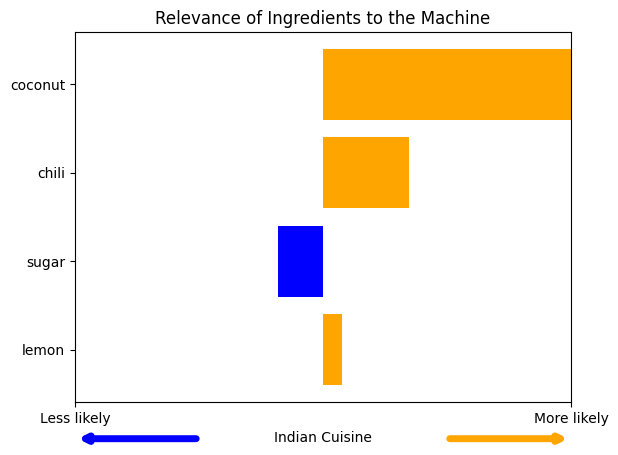 Relevance of Ingredients to the Machine
coconut
chili
sugar
lemon
Less likely
More likely
Indian Cuisine